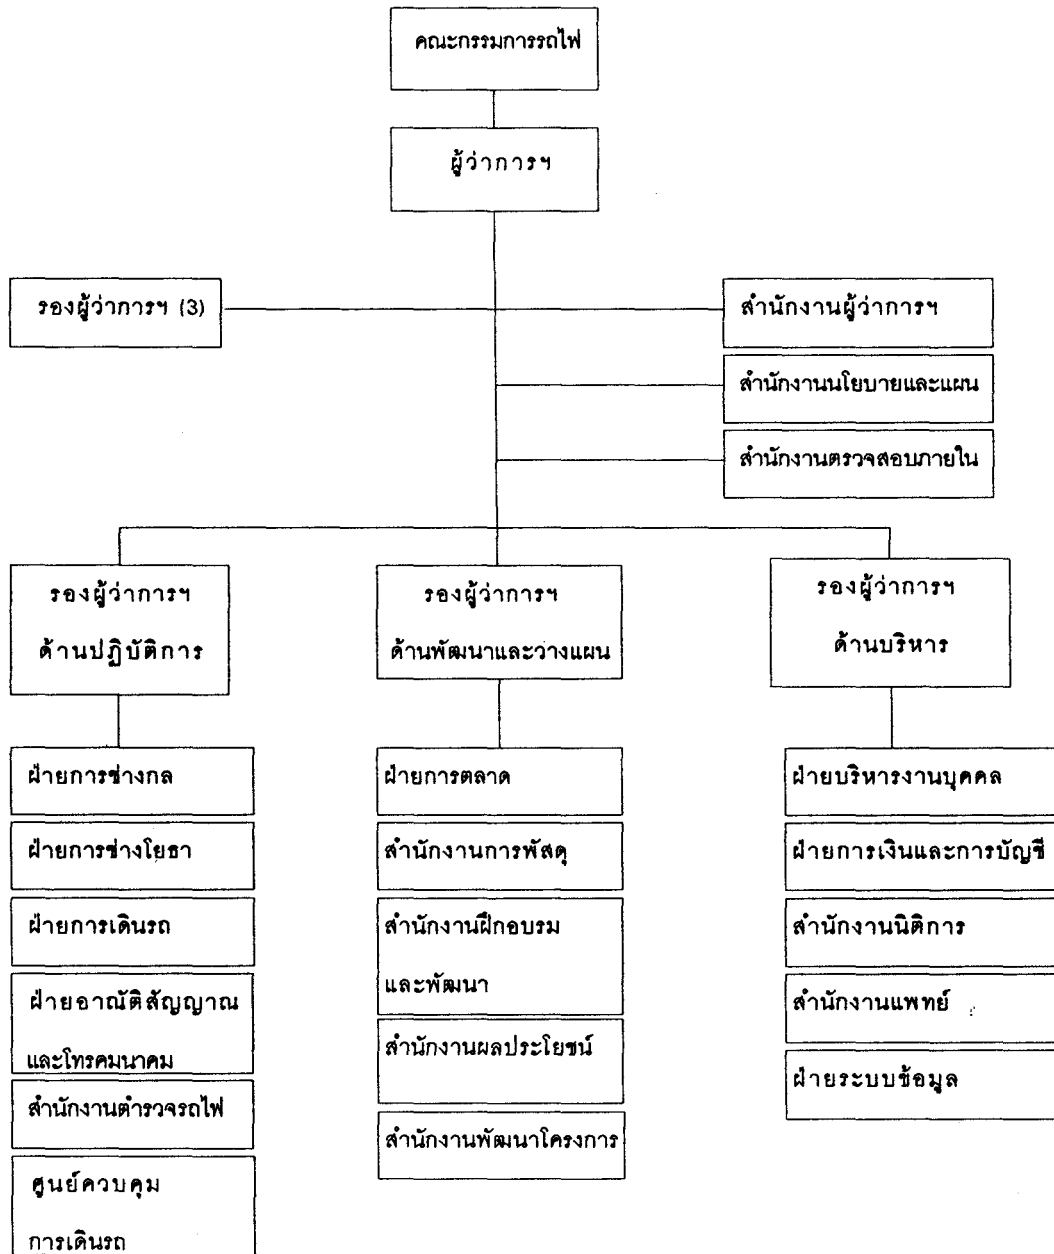 คณะกรรมการรถไฟ
ผู้ว่าการฯ
รองผู้ว่าการฯ (3)
สำนักงานผู้ว่าการฯ
สำนักงานนโยบายและแผน
สำนักงานตรวจสอบภายใน
รองผู้ว่าการฯ
ด้านปฏิบัติการ
ฝ่ายการช่างกล
ฝ่ายการช่างโยธา
ฝ่ายการเดินรถ
ฝ่ายอาณัติสัญญาณ
และโทรคมนาคม
สำนักงานตำรวจรถไฟ
ศูนย์ควบคุม
การเดินรถ
รองผู้ว่าการฯ
ด้านพัฒนาและวางแผน
ฝ่ายการตลาด
สำนักงานการพัสดุ
สำนักงานฝึกอบรม
และพัฒนา
สำนักงานผลประโยชน์
สำนักงานพัฒนาโครงการ
รองผู้ว่าการฯ
ด้านบริหาร
ฝ่ายบริหารงานบุคคล
ฝ่ายการเงินและการบัญชี
สำนักงานนิติการ
สำนักงานแพทย์
ฝ่ายระบบข้อมูล